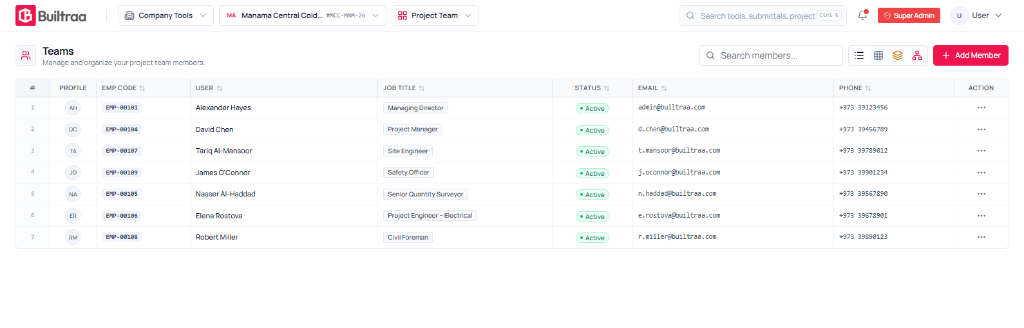 Builtraa Company Tools MA Manama Central Cold... #MCC-MNM-26 Project Team Search tools, submittals, project Ctrl K Super Admin U User
Teams
Manage and organize your project team members.
Search members... Add Member
# PROFILE EMP CODE USER JOB TITLE STATUS EMAIL PHONE ACTION
1 AH EMP-00101 Alexander Hayes Managing Director Active admin@builtraa.com +973 39123456
2 DC EMP-00104 David Chen Project Manager Active d.chen@builtraa.com +973 39456789
3 TA EMP-00107 Tariq Al-Mansoor Site Engineer Active t.mansoor@builtraa.com +973 39789012
4 JO EMP-00109 James O'Connor Safety Officer Active j.oconnor@builtraa.com +973 39901234
5 NA EMP-00105 Nasser Al-Haddad Senior Quantity Surveyor Active n.haddad@builtraa.com +973 39567890
6 ER EMP-00106 Elena Rostova Project Engineer - Electrical Active e.rostova@builtraa.com +973 39678901
7 RM EMP-00108 Robert Miller Civil Foreman Active r.miller@builtraa.com +973 39890123